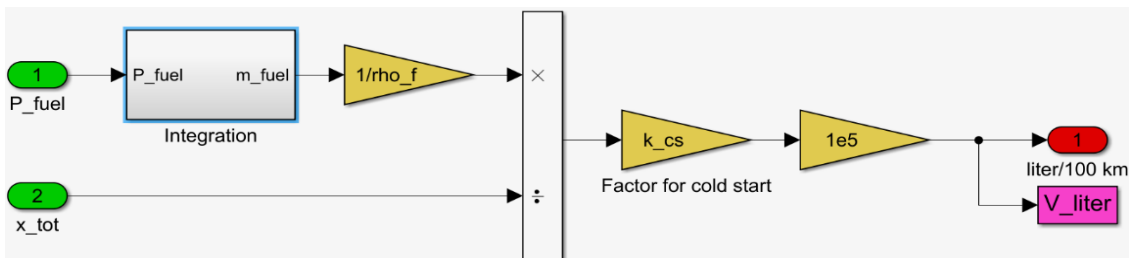 1
P_fuel
P_fuel m_fuel
Integration
1/rho_f
×
2
x_tot
÷
k_cs
Factor for cold start
1e5
1
liter/100 km
V_liter